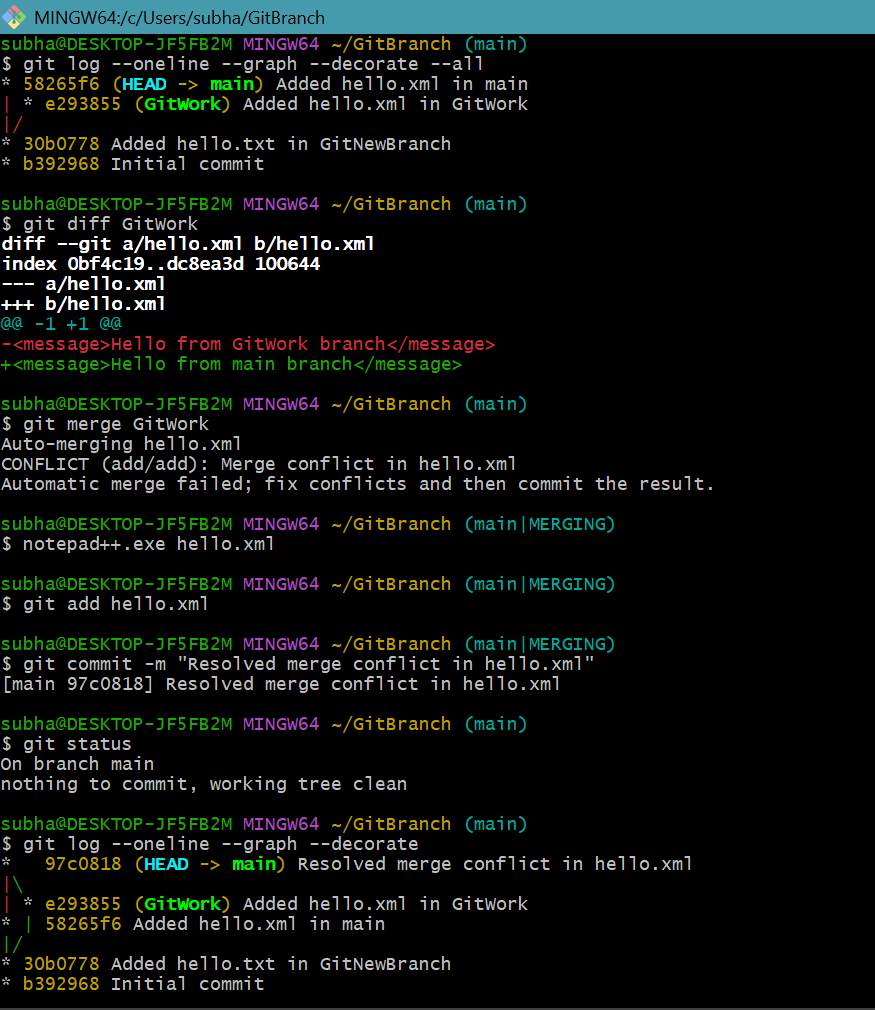 MINGW64:/c/Users/subha/GitBranch
subha@DESKTOP-JF5FB2M MINGW64 ~/GitBranch (main)
$ git log --oneline --graph --decorate --all
* 58265f6 (HEAD -> main) Added hello.xml in main
| * e293855 (GitWork) Added hello.xml in GitWork
|/
* 30b0778 Added hello.txt in GitNewBranch
* b392968 Initial commit
subha@DESKTOP-JF5FB2M MINGW64 ~/GitBranch (main)
$ git diff GitWork
diff --git a/hello.xml b/hello.xml
index 0bf4c19..dc8ea3d 100644
--- a/hello.xml
+++ b/hello.xml
@@ -1 +1 @@
-<message>Hello from GitWork branch</message>
+<message>Hello from main branch</message>
subha@DESKTOP-JF5FB2M MINGW64 ~/GitBranch (main)
$ git merge GitWork
Auto-merging hello.xml
CONFLICT (add/add): Merge conflict in hello.xml
Automatic merge failed; fix conflicts and then commit the result.
subha@DESKTOP-JF5FB2M MINGW64 ~/GitBranch (main|MERGING)
$ notepad++.exe hello.xml
subha@DESKTOP-JF5FB2M MINGW64 ~/GitBranch (main|MERGING)
$ git add hello.xml
subha@DESKTOP-JF5FB2M MINGW64 ~/GitBranch (main|MERGING)
$ git commit -m "Resolved merge conflict in hello.xml"
[main 97c0818] Resolved merge conflict in hello.xml
subha@DESKTOP-JF5FB2M MINGW64 ~/GitBranch (main)
$ git status
On branch main
nothing to commit, working tree clean
subha@DESKTOP-JF5FB2M MINGW64 ~/GitBranch (main)
$ git log --oneline --graph --decorate
*   97c0818 (HEAD -> main) Resolved merge conflict in hello.xml
|\
| * e293855 (GitWork) Added hello.xml in GitWork
* | 58265f6 Added hello.xml in main
|/
* 30b0778 Added hello.txt in GitNewBranch
* b392968 Initial commit